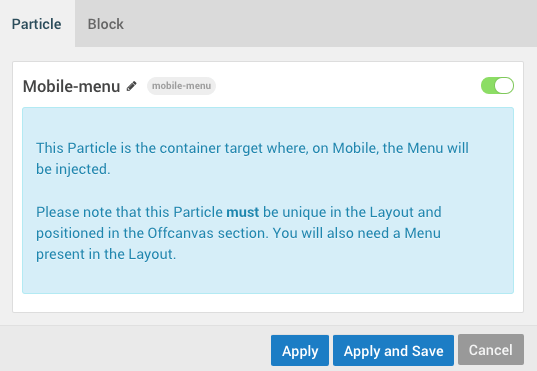 Particle
Block
Mobile-menu
mobile-menu
This Particle is the container target where, on Mobile, the Menu will
be injected.
Please note that this Particle must be unique in the Layout and
positioned in the Offcanvas section. You will also need a Menu
present in the Layout.
Apply
Apply and Save
Cancel